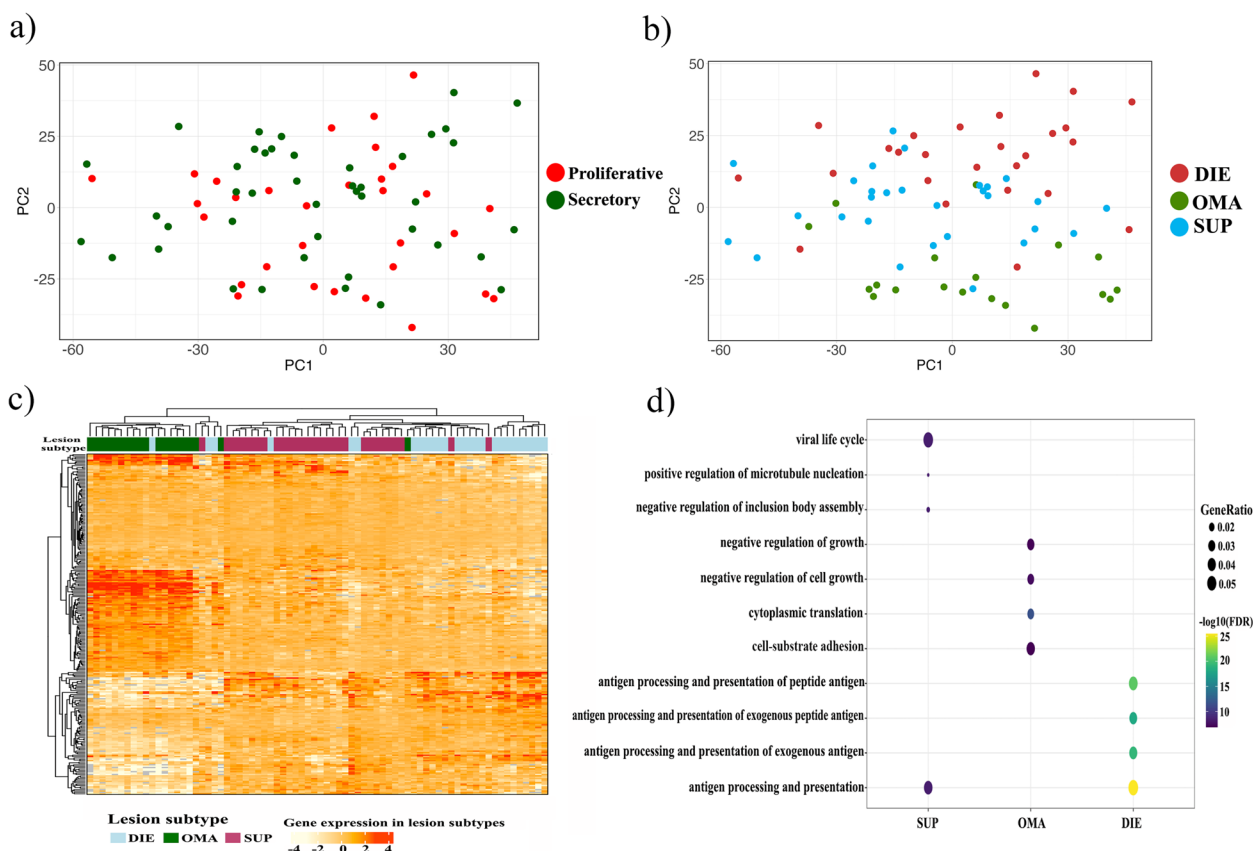 a)
50
25
0
-25
PC2
-60
-30
0
30
PC1
Proliferative
Secretory
b)
50
25
0
-25
PC2
-60
-30
0
30
PC1
DIE
OMA
SUP
c)
Lesion
subtype
Lesion subtype
DIE OMA SUP
Gene expression in lesion subtypes
-4 -2 0 2 4
d)
viral life cycle
positive regulation of microtubule nucleation
negative regulation of inclusion body assembly
negative regulation of growth
negative regulation of cell growth
cytoplasmic translation
cell-substrate adhesion
antigen processing and presentation of peptide antigen
antigen processing and presentation of exogenous peptide antigen
antigen processing and presentation of exogenous antigen
antigen processing and presentation
SUP OMA DIE
GeneRatio
0.02
0.03
0.04
0.05
-log10(FDR)
25
20
15
10